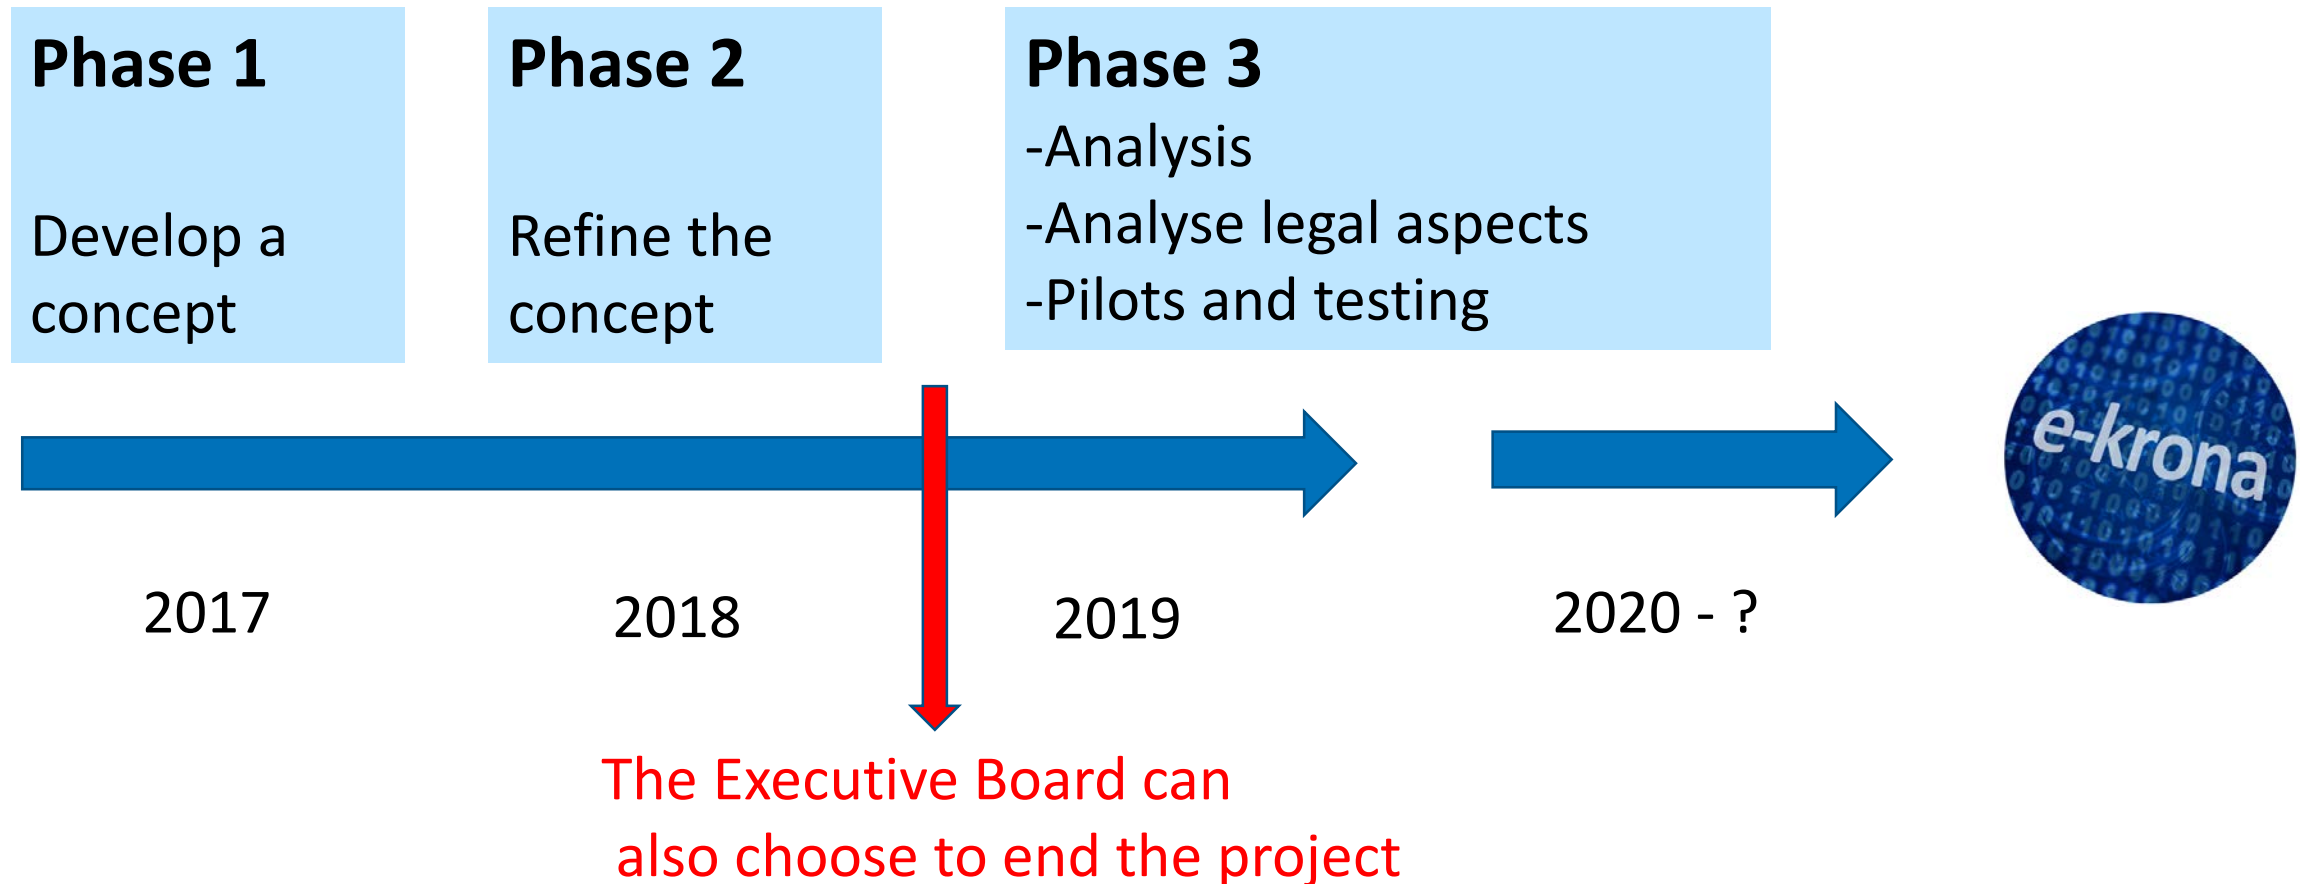 Phase 1
Develop a
concept
Phase 2
Refine the
concept
Phase 3
-Analysis
-Analyse legal aspects
-Pilots and testing
e-krona
2017
2018
2019
2020 - ?
The Executive Board can
also choose to end the project